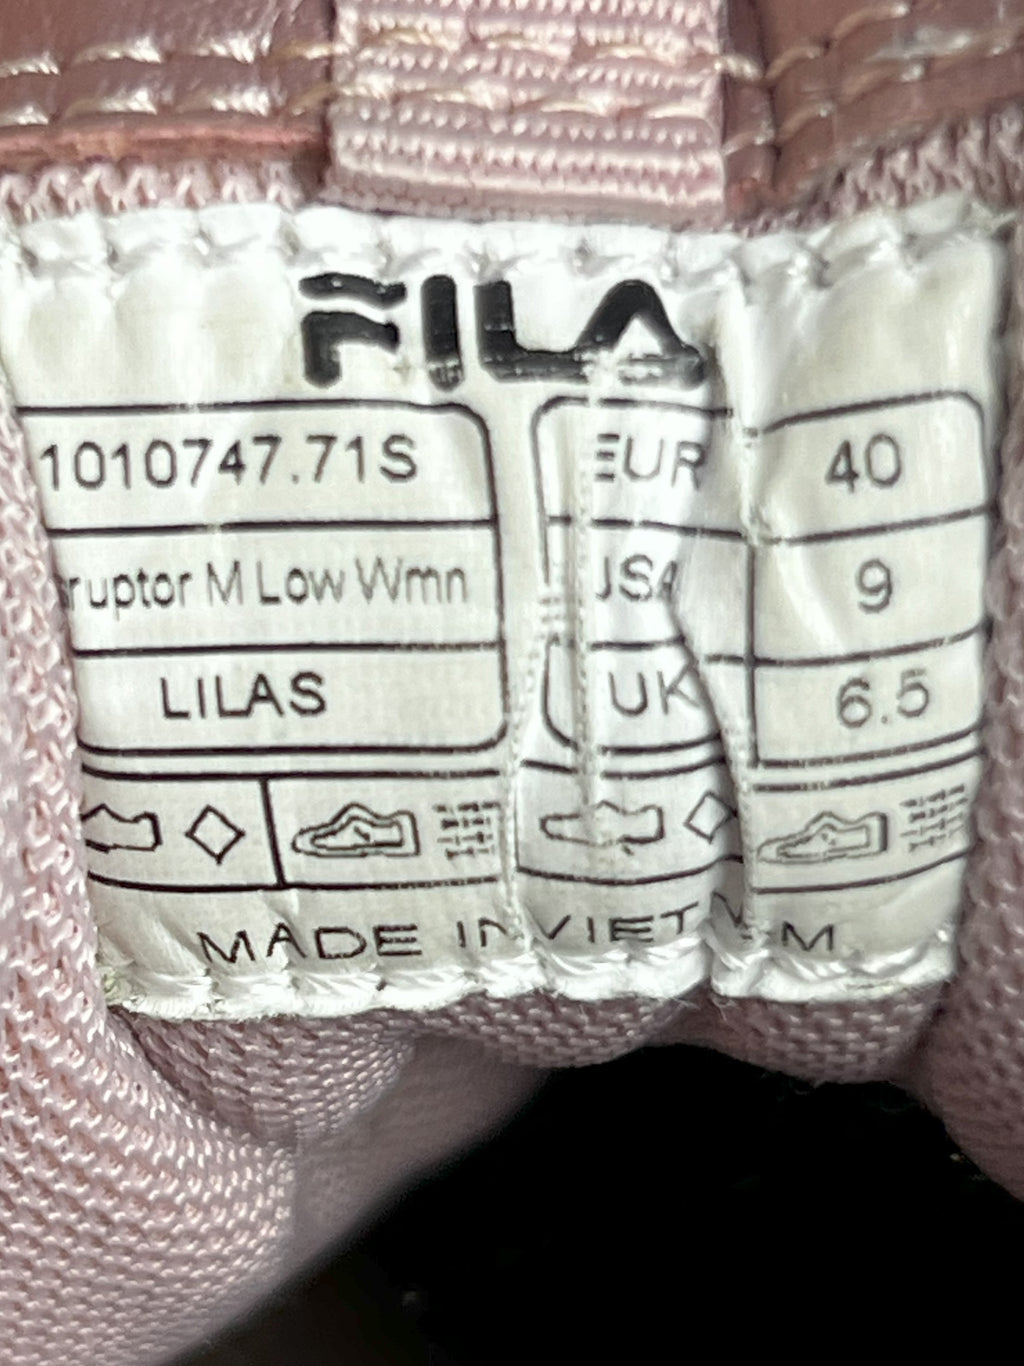 FILA
1010747.71S
ruptor M Low Wmn
LILAS
EUR 40
USA 9
UK 6.5
MADE IN VIETNAM